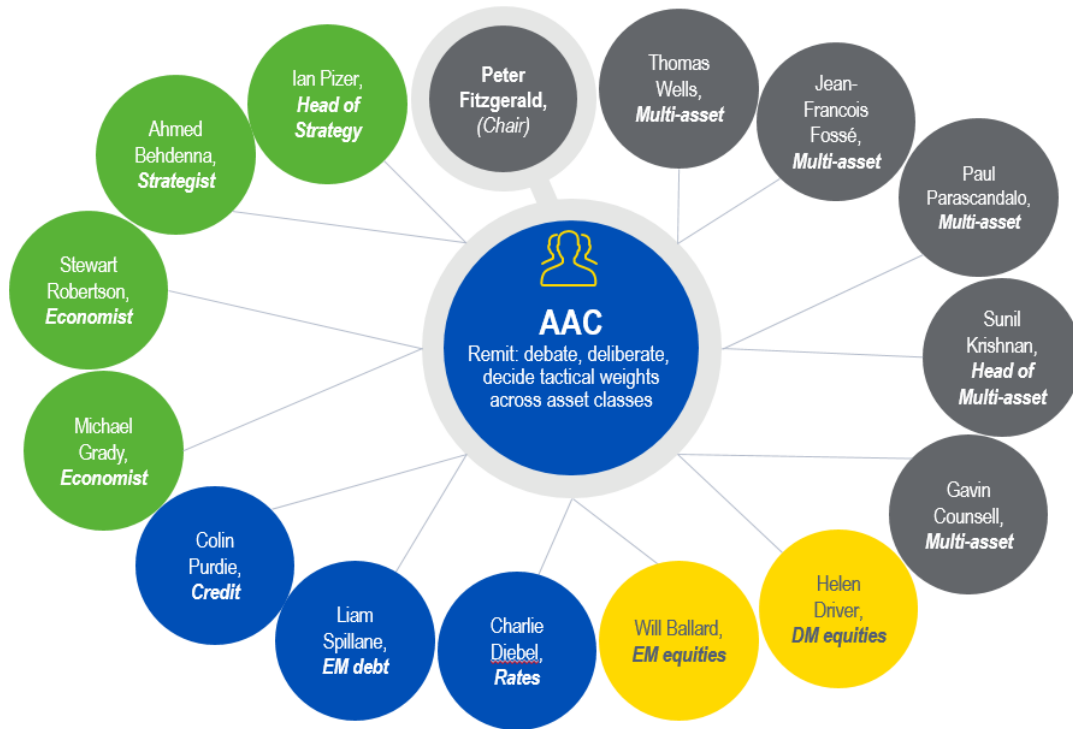 Ian Pizer,
Head of
Strategy
Peter
Fitzgerald,
(Chair)
Thomas
Wells,
Multi-asset
Jean-
Francois
Fossé,
Multi-asset
Ahmed
Behdenna,
Strategist
Paul
Parascandalo,
Multi-asset
Stewart
Robertson,
Economist
AAC
Remit: debate, deliberate,
decide tactical weights
across asset classes
Sunil
Krishnan,
Head of
Multi-asset
Michael
Grady,
Economist
Gavin
Counsell,
Multi-asset
Colin
Purdie,
Credit
Liam
Spillane,
EM debt
Charlie
Diebel,
Rates
Will Ballard,
EM equities
Helen
Driver,
DM equities